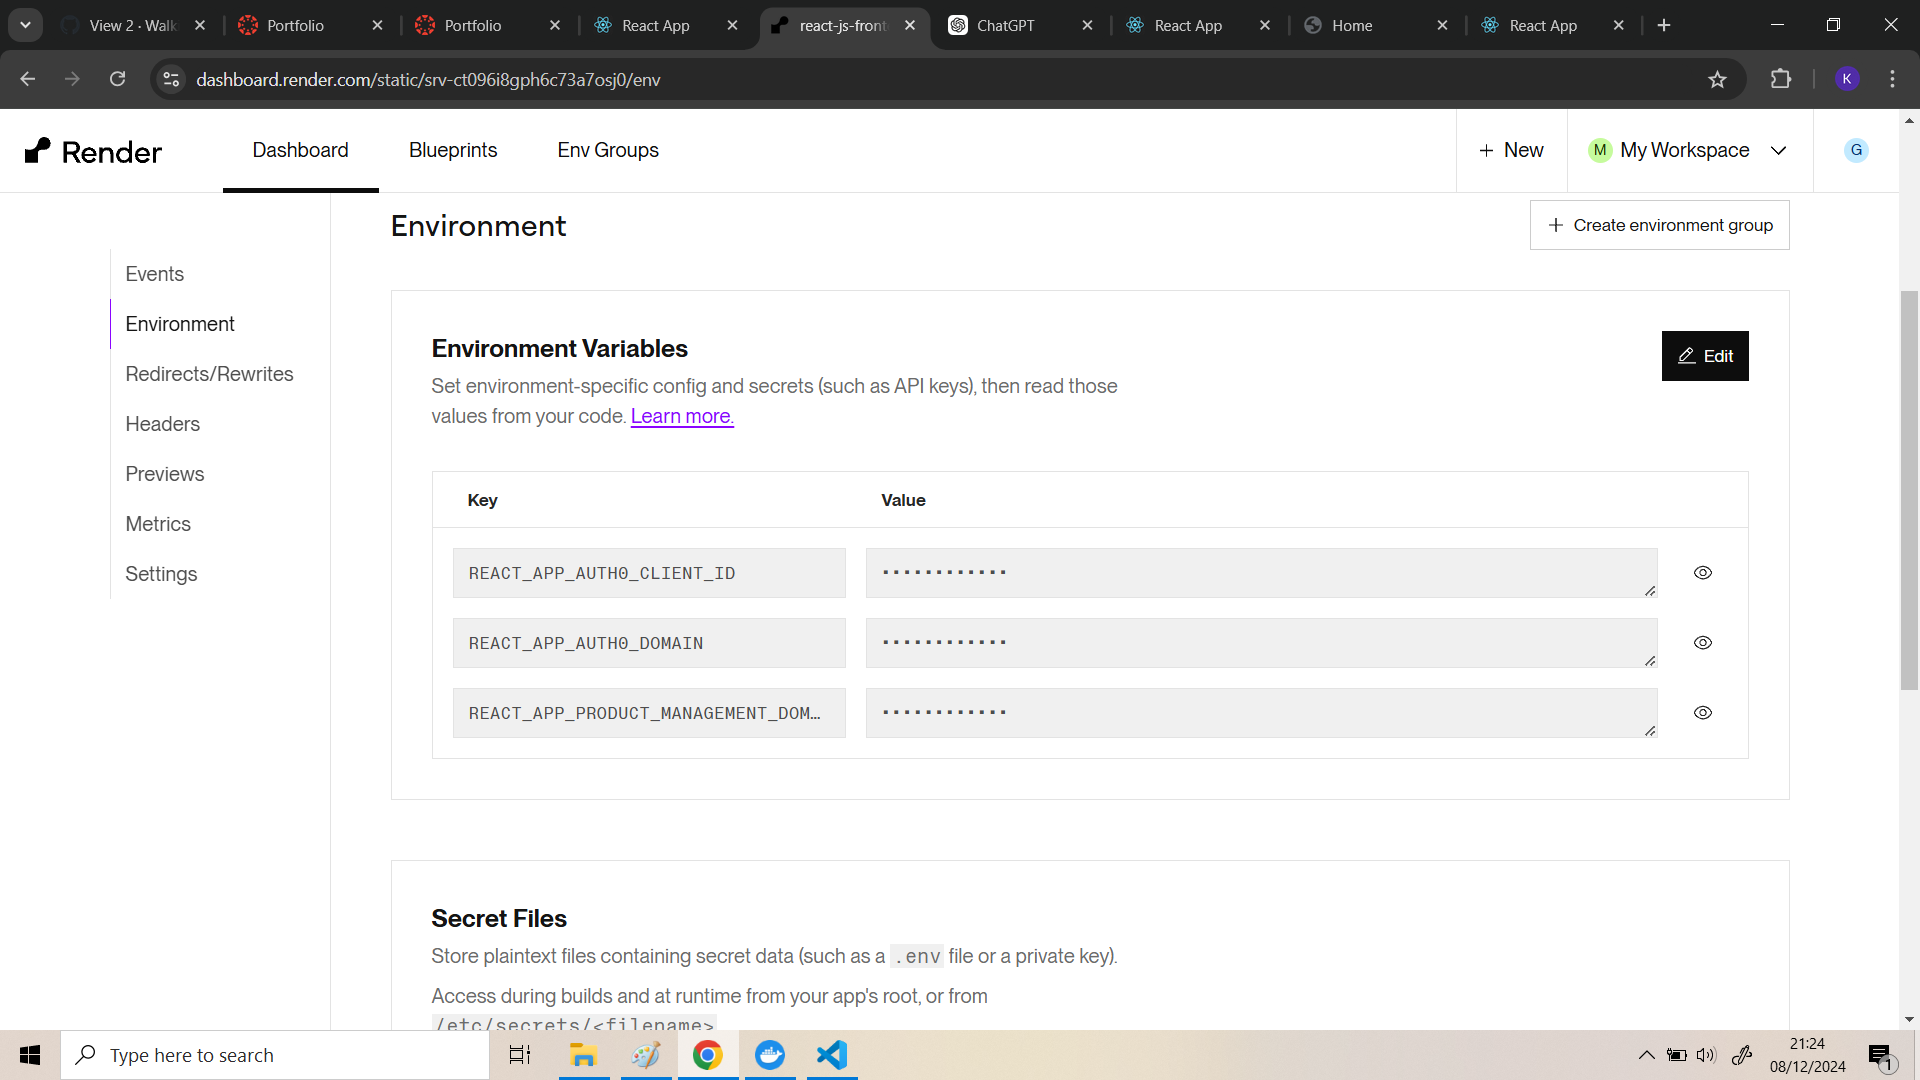 View 2 · Walk
Portfolio
Portfolio
React App
react-js-front
ChatGPT
React App
Home
React App
dashboard.render.com/static/srv-ct096i8gph6c73a7osj0/env
K
Render
Dashboard
Blueprints
Env Groups
New
M
My Workspace
G
Environment
Create environment group
Events
Environment
Redirects/Rewrites
Headers
Previews
Metrics
Settings
Environment Variables
Edit
Set environment-specific config and secrets (such as API keys), then read those
values from your code. Learn more.
Key
Value
REACT_APP_AUTH0_CLIENT_ID
••••••••••••
REACT_APP_AUTH0_DOMAIN
••••••••••••
REACT_APP_PRODUCT_MANAGEMENT_DOM…
••••••••••••
Secret Files
Store plaintext files containing secret data (such as a .env file or a private key).
Access during builds and at runtime from your app's root, or from
/etc/secrets/<filename>
Type here to search
21:24
08/12/2024
1